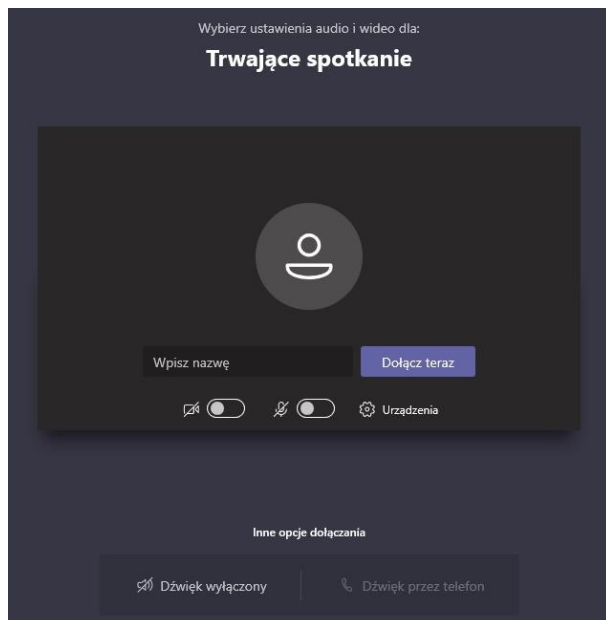 Wybierz ustawienia audio i wideo dla:
Trwające spotkanie
Wpisz nazwę
Dołącz teraz
Urządzenia
Inne opcje dołączania
Dźwięk wyłączony
Dźwięk przez telefon